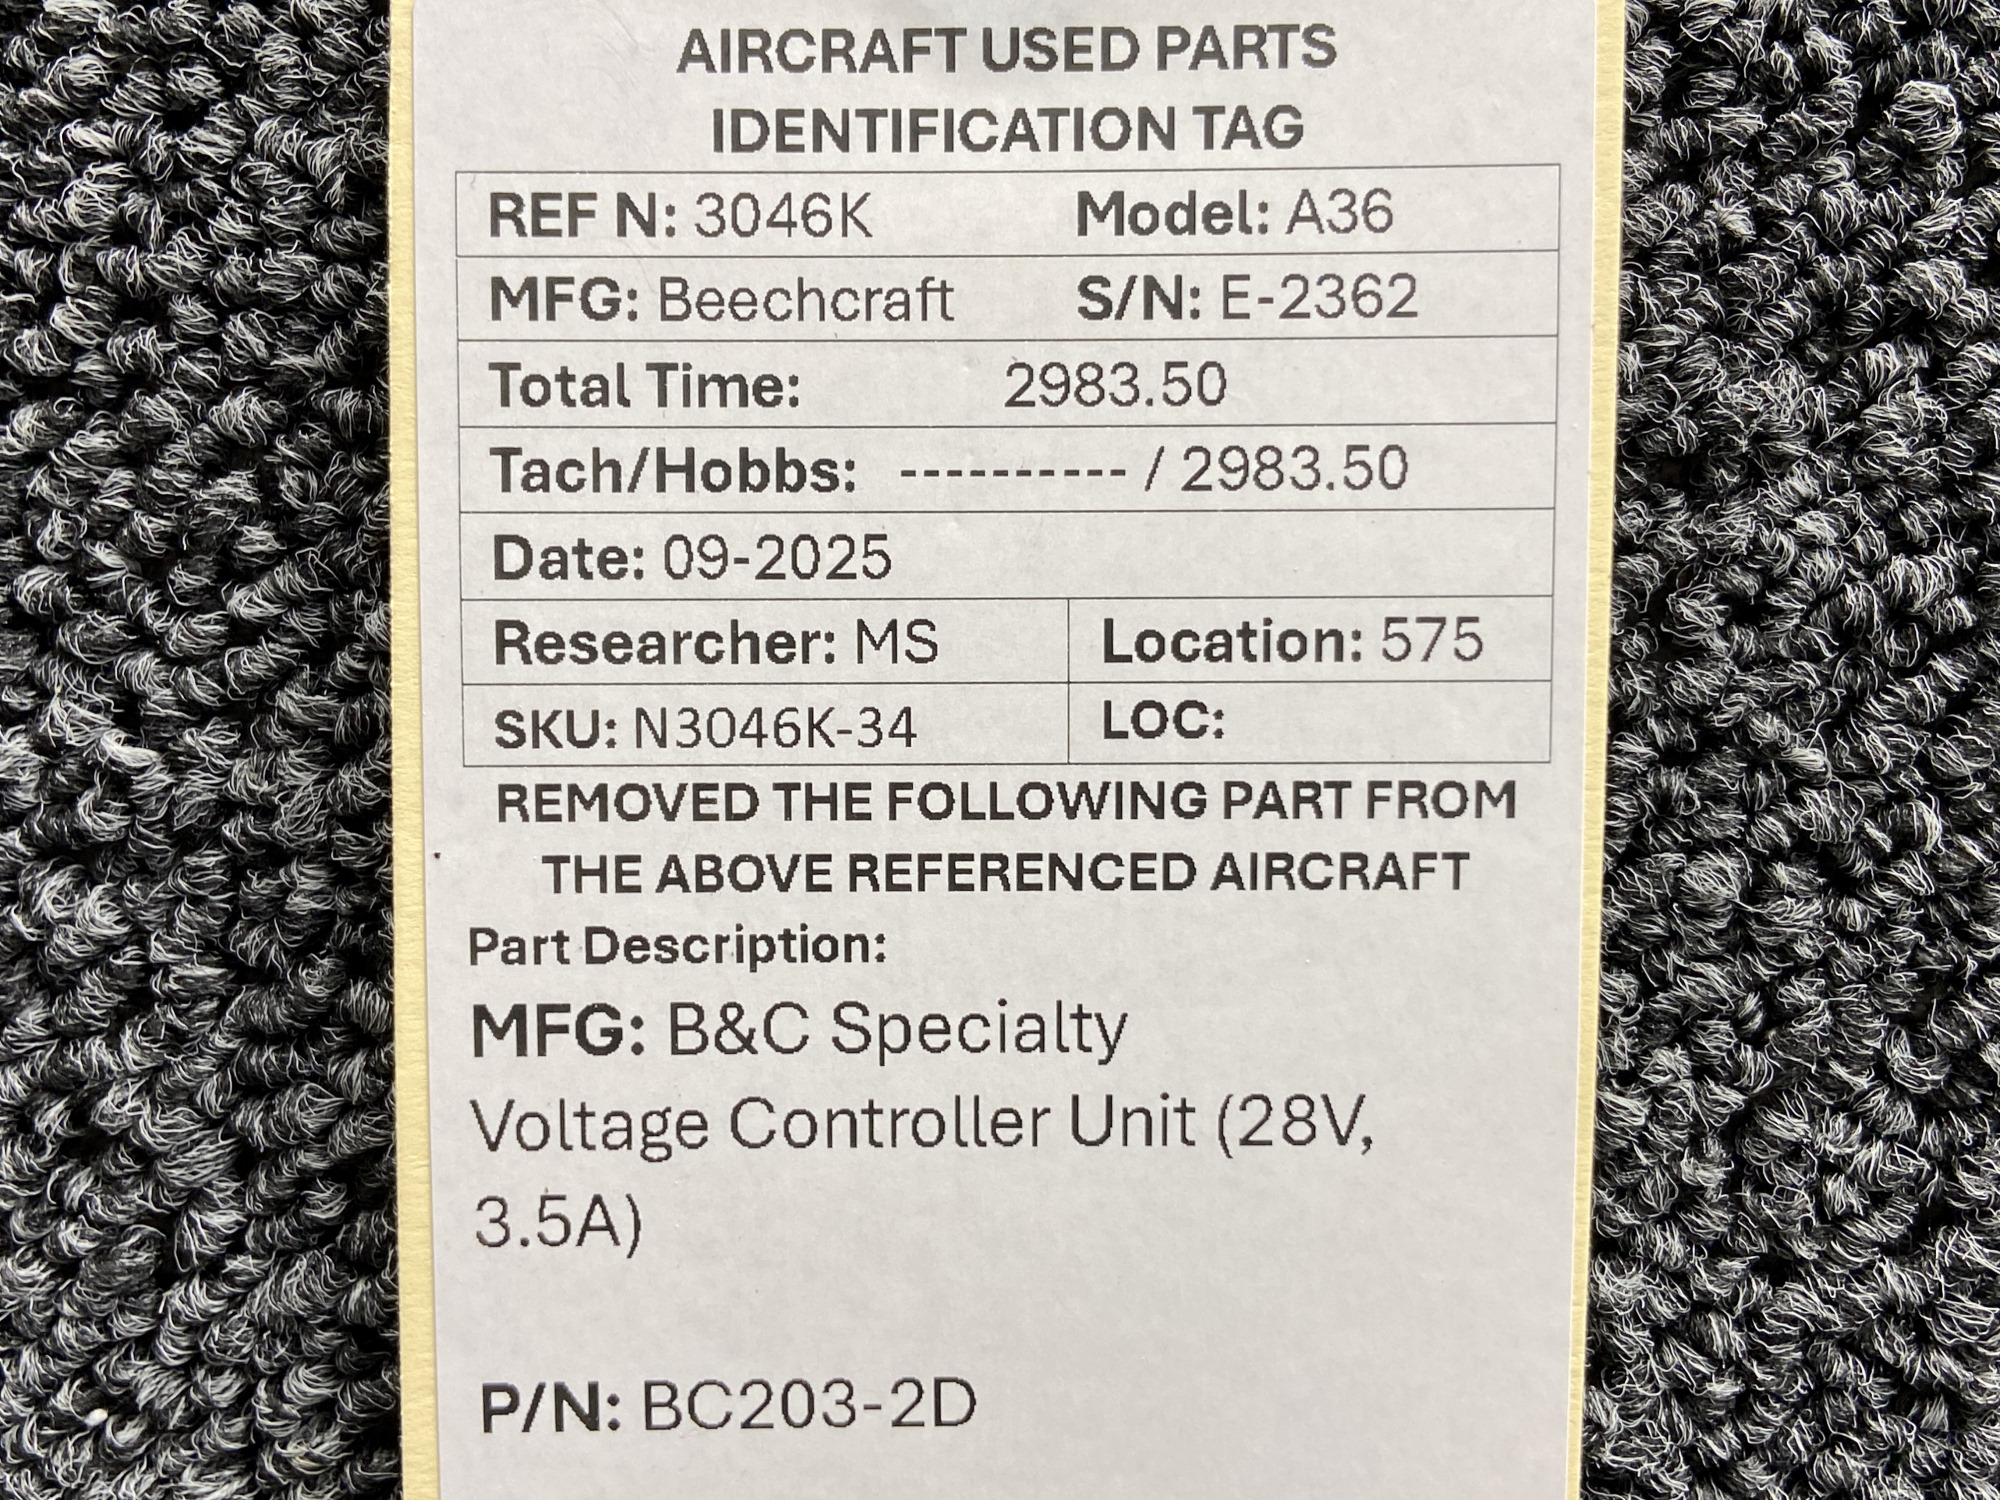 AIRCRAFT USED PARTS
IDENTIFICATION TAG
REF N: 3046K Model: A36
MFG: Beechcraft S/N: E-2362
Total Time: 2983.50
Tach/Hobbs: ---------- / 2983.50
Date: 09-2025
Researcher: MS Location: 575
SKU: N3046K-34 LOC:
REMOVED THE FOLLOWING PART FROM
THE ABOVE REFERENCED AIRCRAFT
Part Description:
MFG: B&C Specialty
Voltage Controller Unit (28V,
3.5A)
P/N: BC203-2D